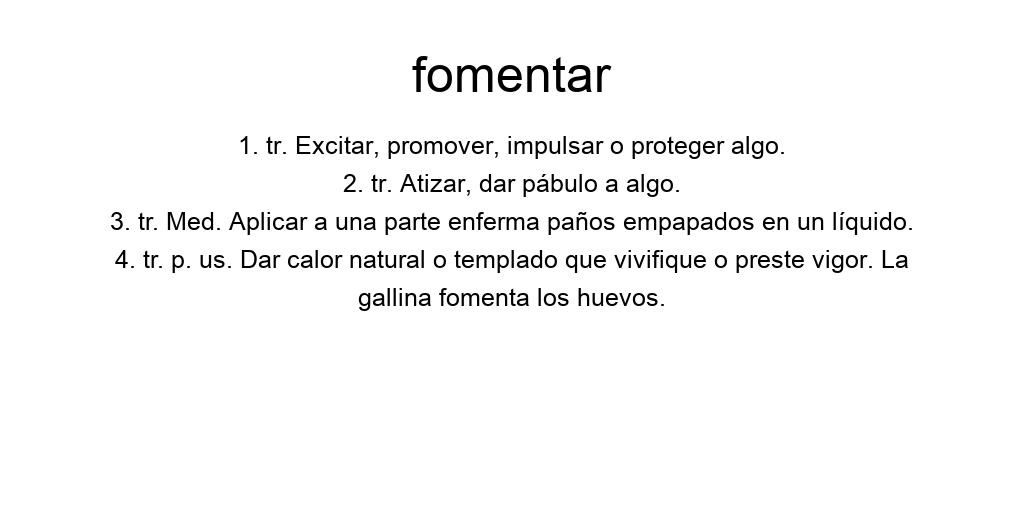 fomentar
1. tr. Excitar, promover, impulsar o proteger algo.
2. tr. Atizar, dar pábulo a algo.
3. tr. Med. Aplicar a una parte enferma paños empapados en un líquido.
4. tr. p. us. Dar calor natural o templado que vivifique o preste vigor. La
gallina fomenta los huevos.